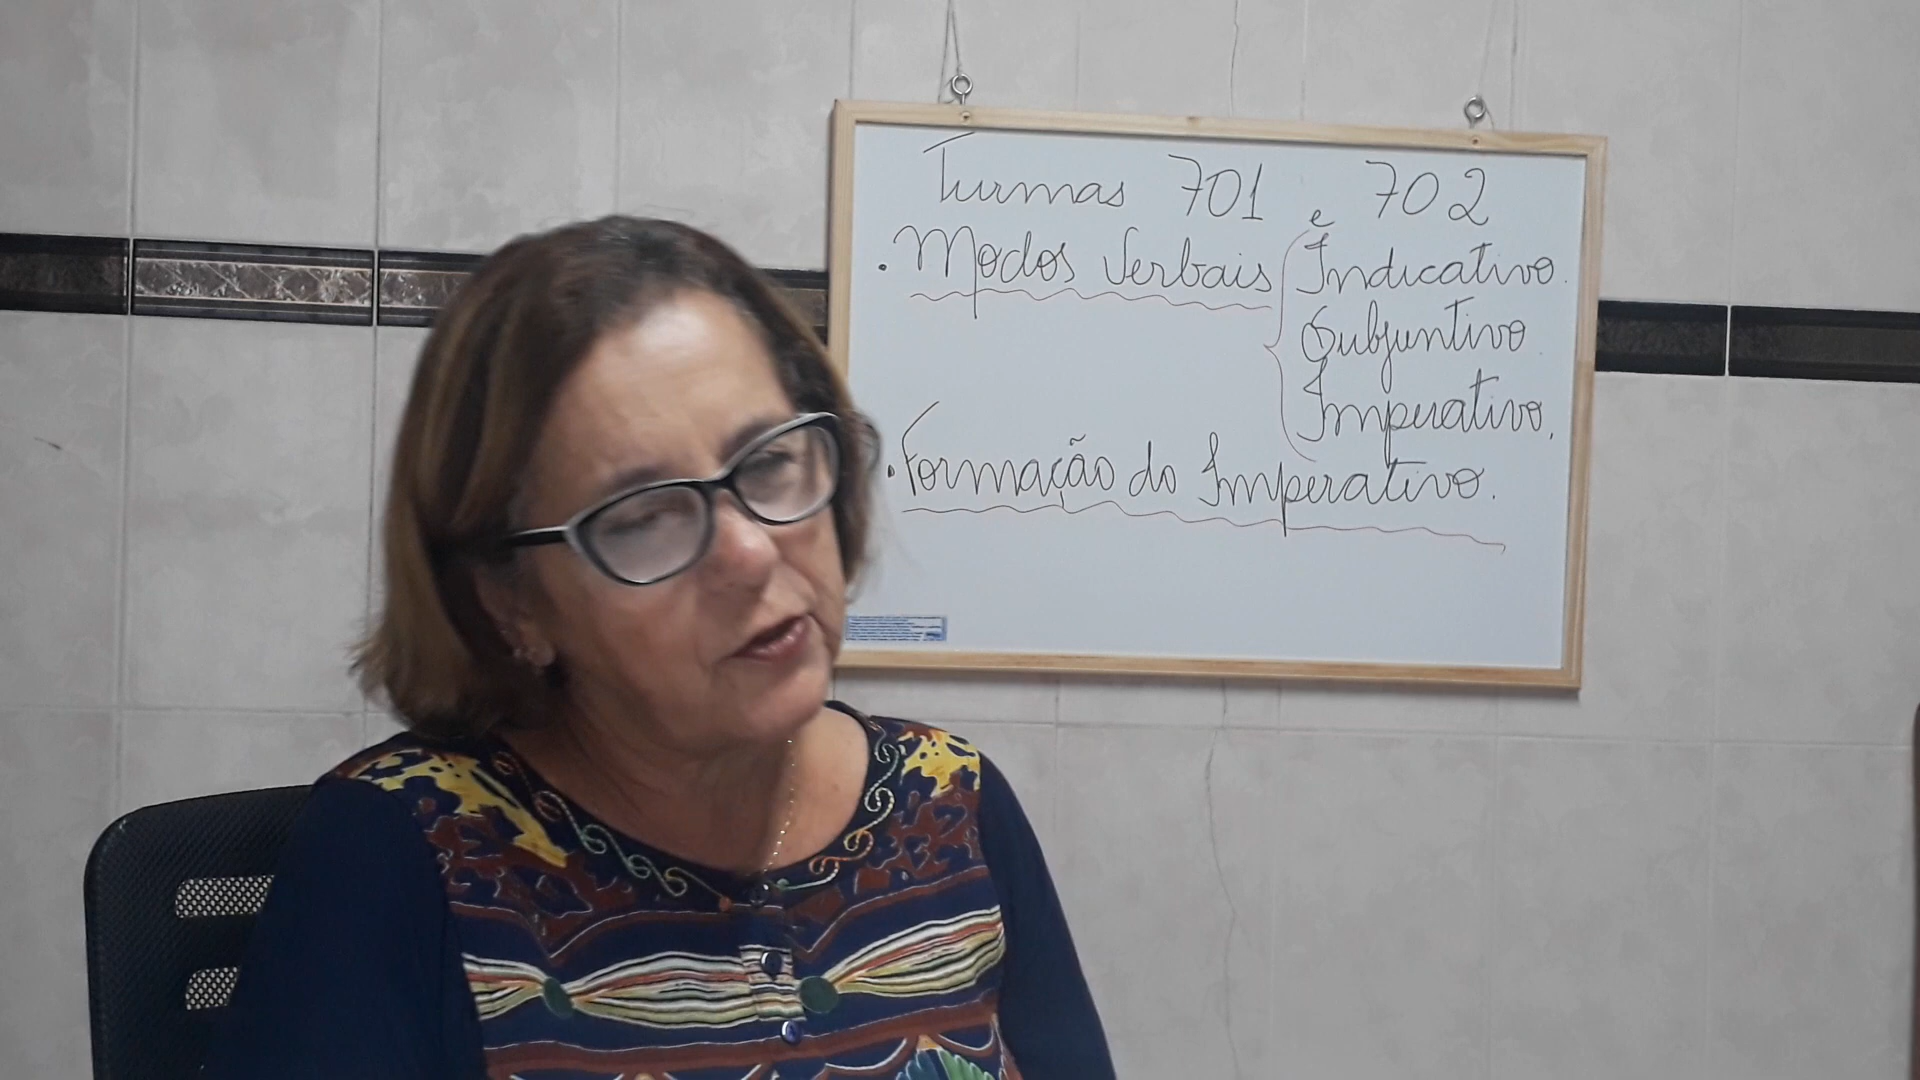 Turmas 701 e 702
. Modos Verbais { Indicativo.
Subjuntivo.
Imperativo.
. Formação do Imperativo.